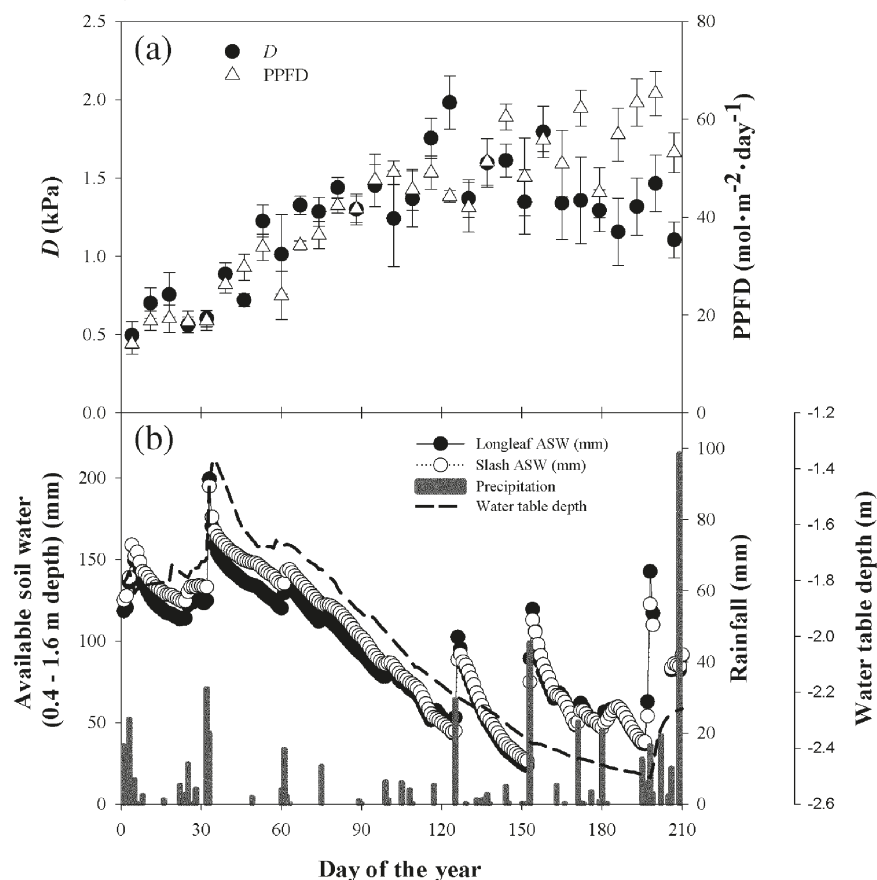 (a)
D
PPFD
2.5
2.0
1.5
1.0
0.5
0.0
D (kPa)
80
60
40
20
0
PPFD (mol•m-2•day-1)
(b)
Longleaf ASW (mm)
Slash ASW (mm)
Precipitation
Water table depth
200
150
100
50
0
Available soil water
(0.4 - 1.6 m depth) (mm)
100
80
60
40
20
0
Rainfall (mm)
-1.2
-1.4
-1.6
-1.8
-2.0
-2.2
-2.4
-2.6
Water table depth (m)
0 30 60 90 120 150 180 210
Day of the year